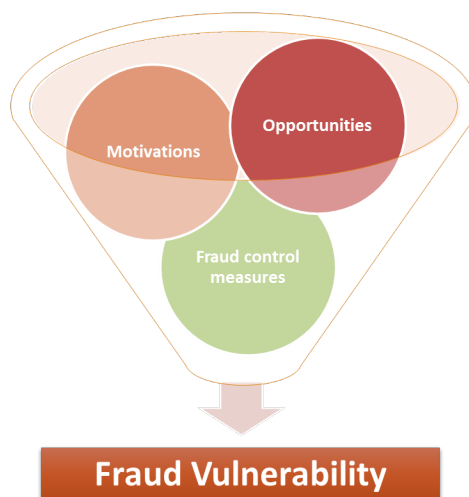 Opportunities
Motivations
Fraud control
measures
Fraud Vulnerability